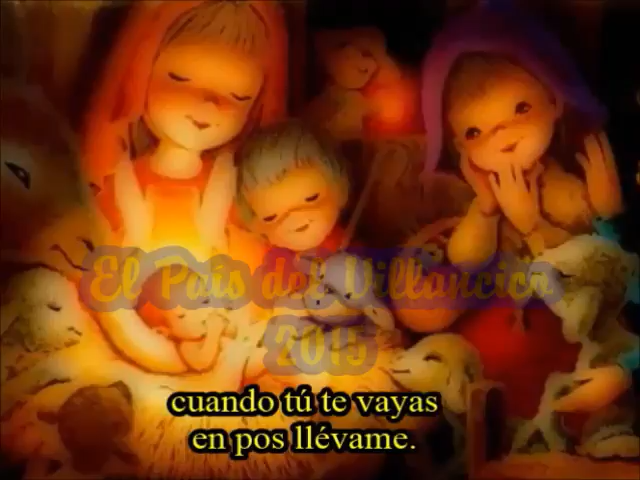 El País del Villancico
2015
cuando tú te vayas
en pos llévame.